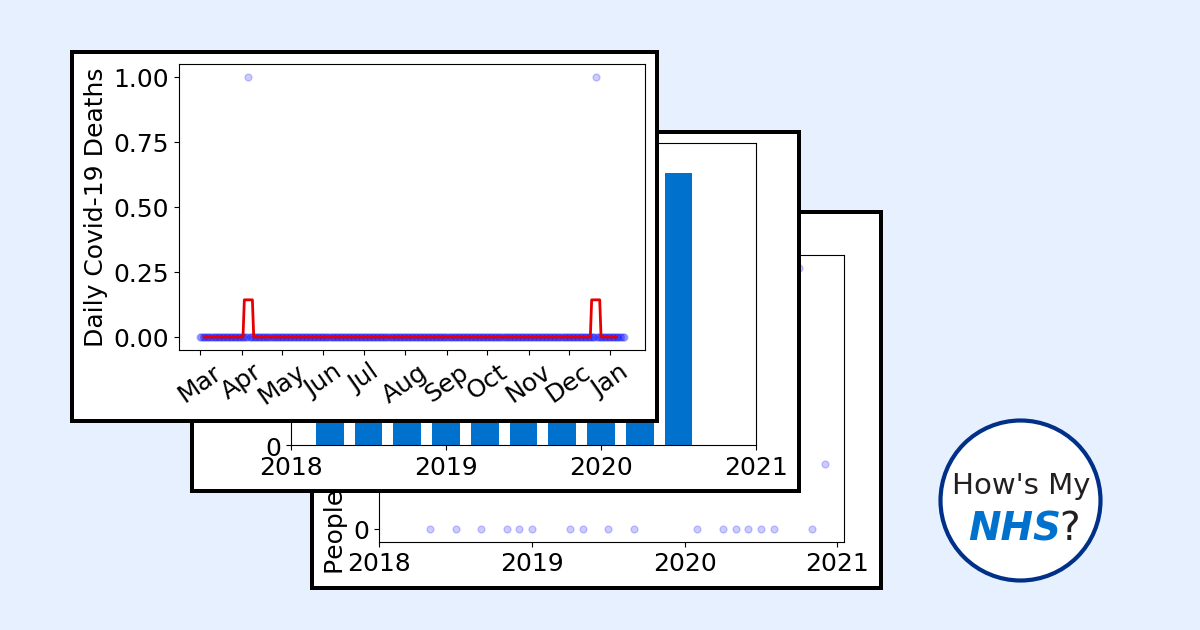 Daily Covid-19 Deaths
1.00
0.75
0.50
0.25
0.00
Mar
Apr
May
Jun
Jul
Aug
Sep
Oct
Nov
Dec
Jan
0
2018 2019 2020 2021
People
0
2018 2019 2020 2021
How's My
NHS?